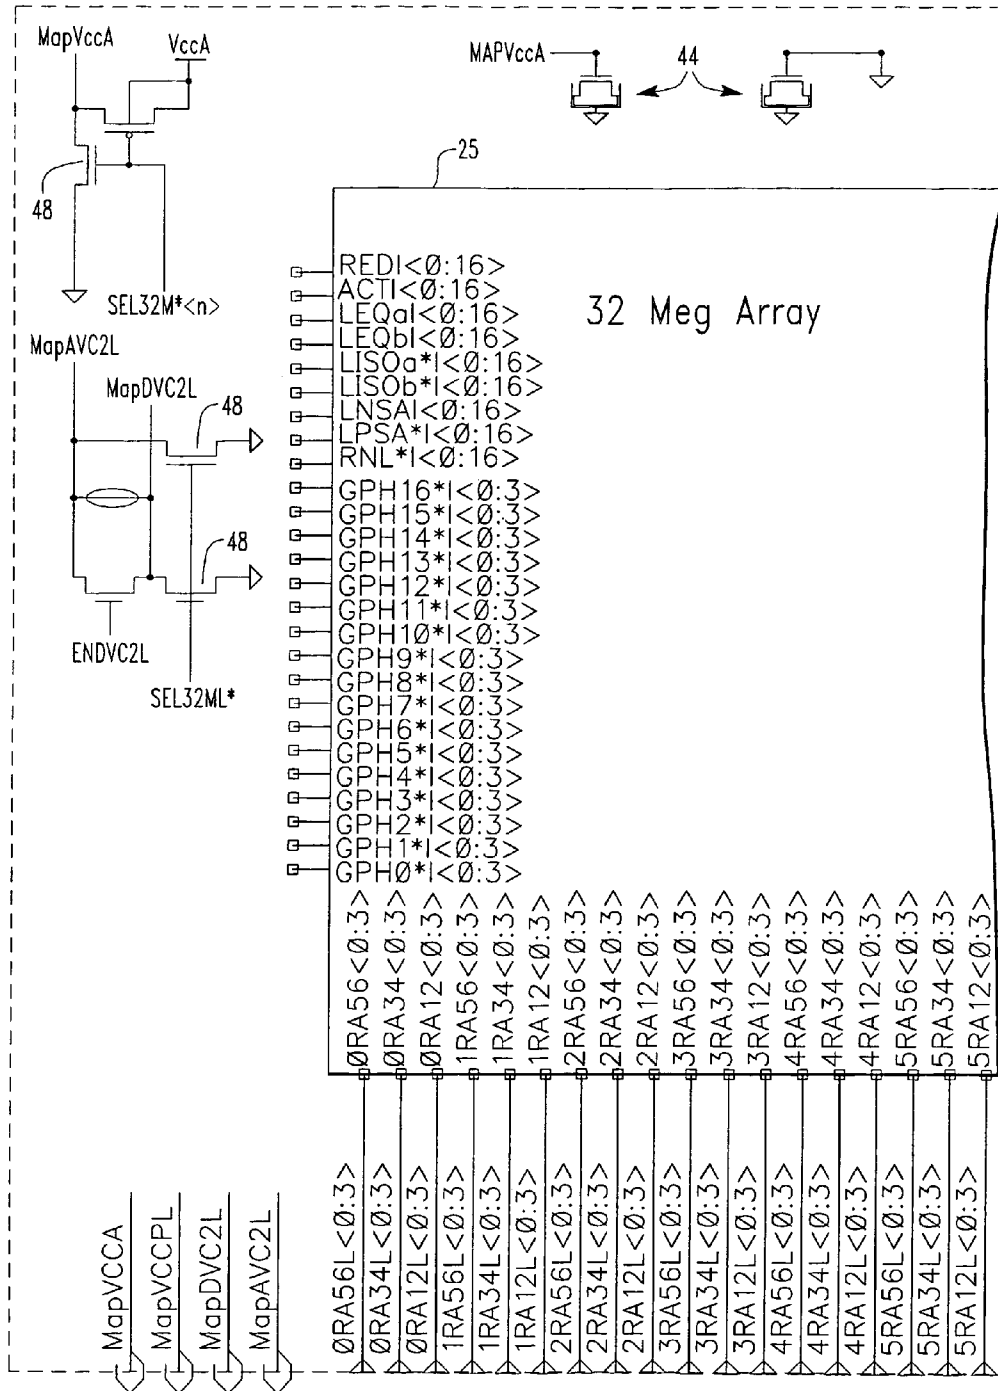 MapVccA
VccA
MAPVccA
44
48
25
SEL32M*<n>
32 Meg Array
REDI<Ø:16>
ACTI<Ø:16>
LEQaI<Ø:16>
LEQbI<Ø:16>
LISOa*I<Ø:16>
LISOb*I<Ø:16>
LNSAI<Ø:16>
LPSA*I<Ø:16>
RNL*I<Ø:16>
GPH16*I<Ø:3>
GPH15*I<Ø:3>
GPH14*I<Ø:3>
GPH13*I<Ø:3>
GPH12*I<Ø:3>
GPH11*I<Ø:3>
GPH1Ø*I<Ø:3>
GPH9*I<Ø:3>
GPH8*I<Ø:3>
GPH7*I<Ø:3>
GPH6*I<Ø:3>
GPH5*I<Ø:3>
GPH4*I<Ø:3>
GPH3*I<Ø:3>
GPH2*I<Ø:3>
GPH1*I<Ø:3>
GPHØ*I<Ø:3>
MapAVC2L
MapDVC2L
48
48
ENDVC2L
SEL32ML*
ØRA56<Ø:3>
ØRA34<Ø:3>
ØRA12<Ø:3>
1RA56<Ø:3>
1RA34<Ø:3>
1RA12<Ø:3>
2RA56<Ø:3>
2RA34<Ø:3>
2RA12<Ø:3>
3RA56<Ø:3>
3RA34<Ø:3>
3RA12<Ø:3>
4RA56<Ø:3>
4RA34<Ø:3>
4RA12<Ø:3>
5RA56<Ø:3>
5RA34<Ø:3>
5RA12<Ø:3>
MapVCCA
MapVCCPL
MapDVC2L
MapAVC2L
ØRA56L<Ø:3>
ØRA34L<Ø:3>
ØRA12L<Ø:3>
1RA56L<Ø:3>
1RA34L<Ø:3>
1RA12L<Ø:3>
2RA56L<Ø:3>
2RA34L<Ø:3>
2RA12L<Ø:3>
3RA56L<Ø:3>
3RA34L<Ø:3>
3RA12L<Ø:3>
4RA56L<Ø:3>
4RA34L<Ø:3>
4RA12L<Ø:3>
5RA56L<Ø:3>
5RA34L<Ø:3>
5RA12L<Ø:3>